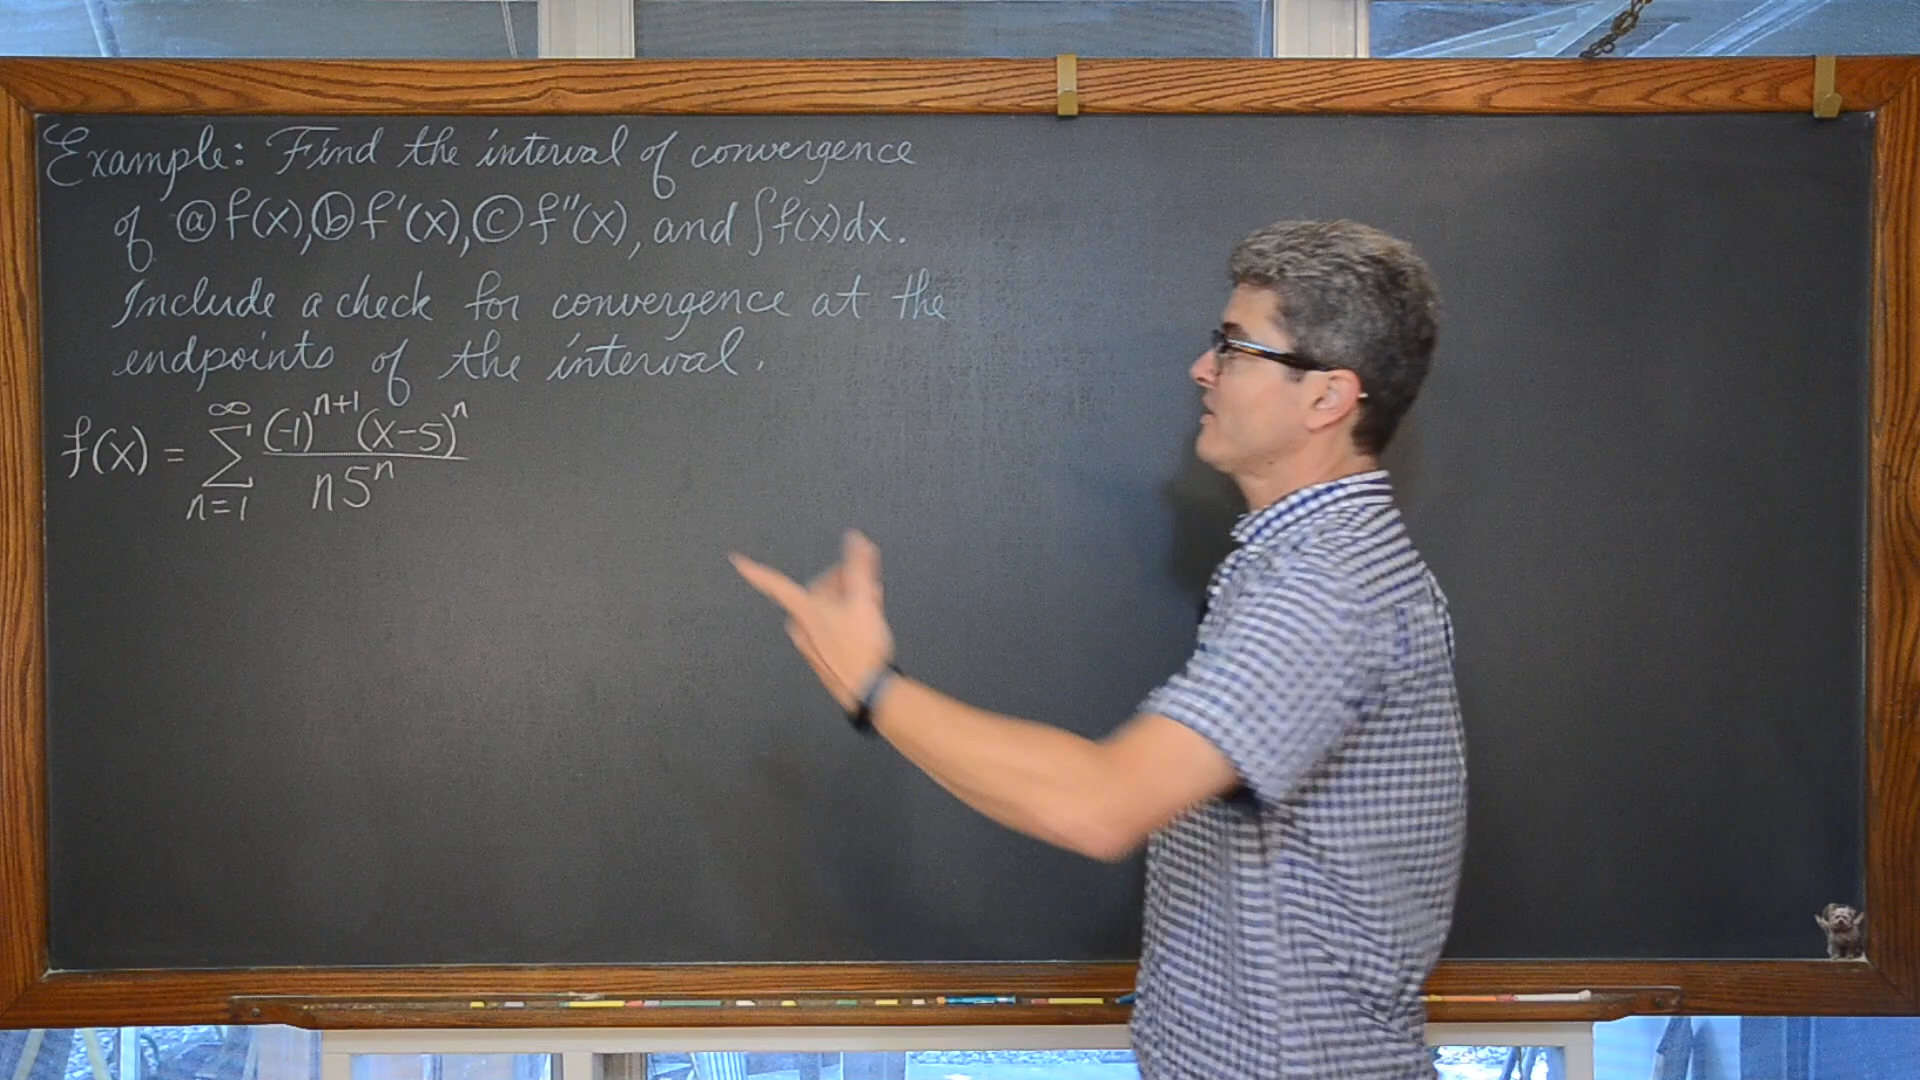 Example: Find the interval of convergence
of ⓐ f(x), ⓑ f'(x), ⓒ f''(x), and ∫f(x)dx.
Include a check for convergence at the
endpoints of the interval.
f(x) = ∑_{n=1}^{∞} \frac{(-1)^{n+1}(x-5)^n}{n5^n}